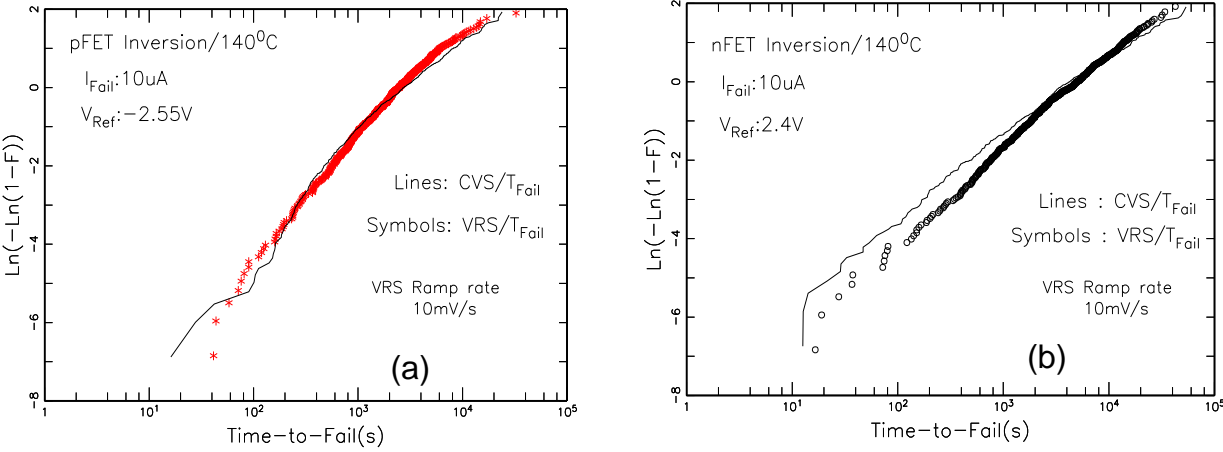 pFET Inversion/140⁰C
I_Fail:10uA
V_Ref:−2.55V
Lines: CVS/T_Fail
Symbols: VRS/T_Fail
VRS Ramp rate
10mV/s
(a)
Ln(−Ln(1−F))
2
0
−2
−4
−6
−8
1 10¹ 10² 10³ 10⁴ 10⁵
Time−to−Fail(s)
nFET Inversion/140⁰C
I_Fail:10uA
V_Ref:2.4V
Lines : CVS/T_Fail
Symbols : VRS/T_Fail
VRS Ramp rate
10mV/s
(b)
Ln(−Ln(1−F))
2
0
−2
−4
−6
−8
1 10¹ 10² 10³ 10⁴ 10⁵
Time−to−Fail(s)